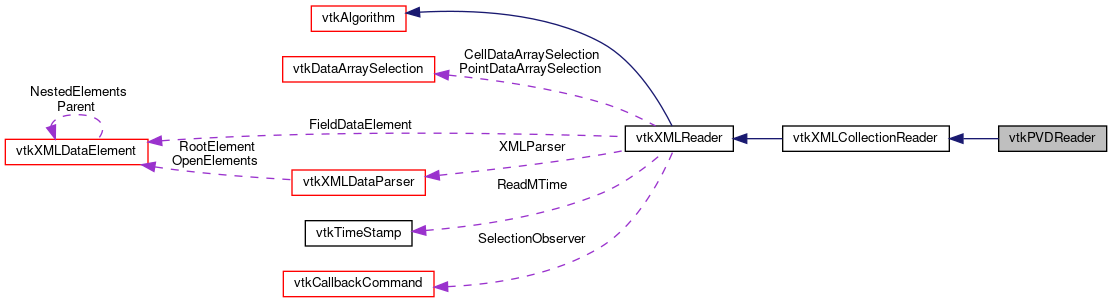 vtkAlgorithm
CellDataArraySelection
PointDataArraySelection
vtkDataArraySelection
NestedElements
Parent
FieldDataElement
vtkXMLReader
vtkXMLCollectionReader
vtkPVDReader
RootElement
OpenElements
vtkXMLDataElement
XMLParser
vtkXMLDataParser
ReadMTime
vtkTimeStamp
SelectionObserver
vtkCallbackCommand